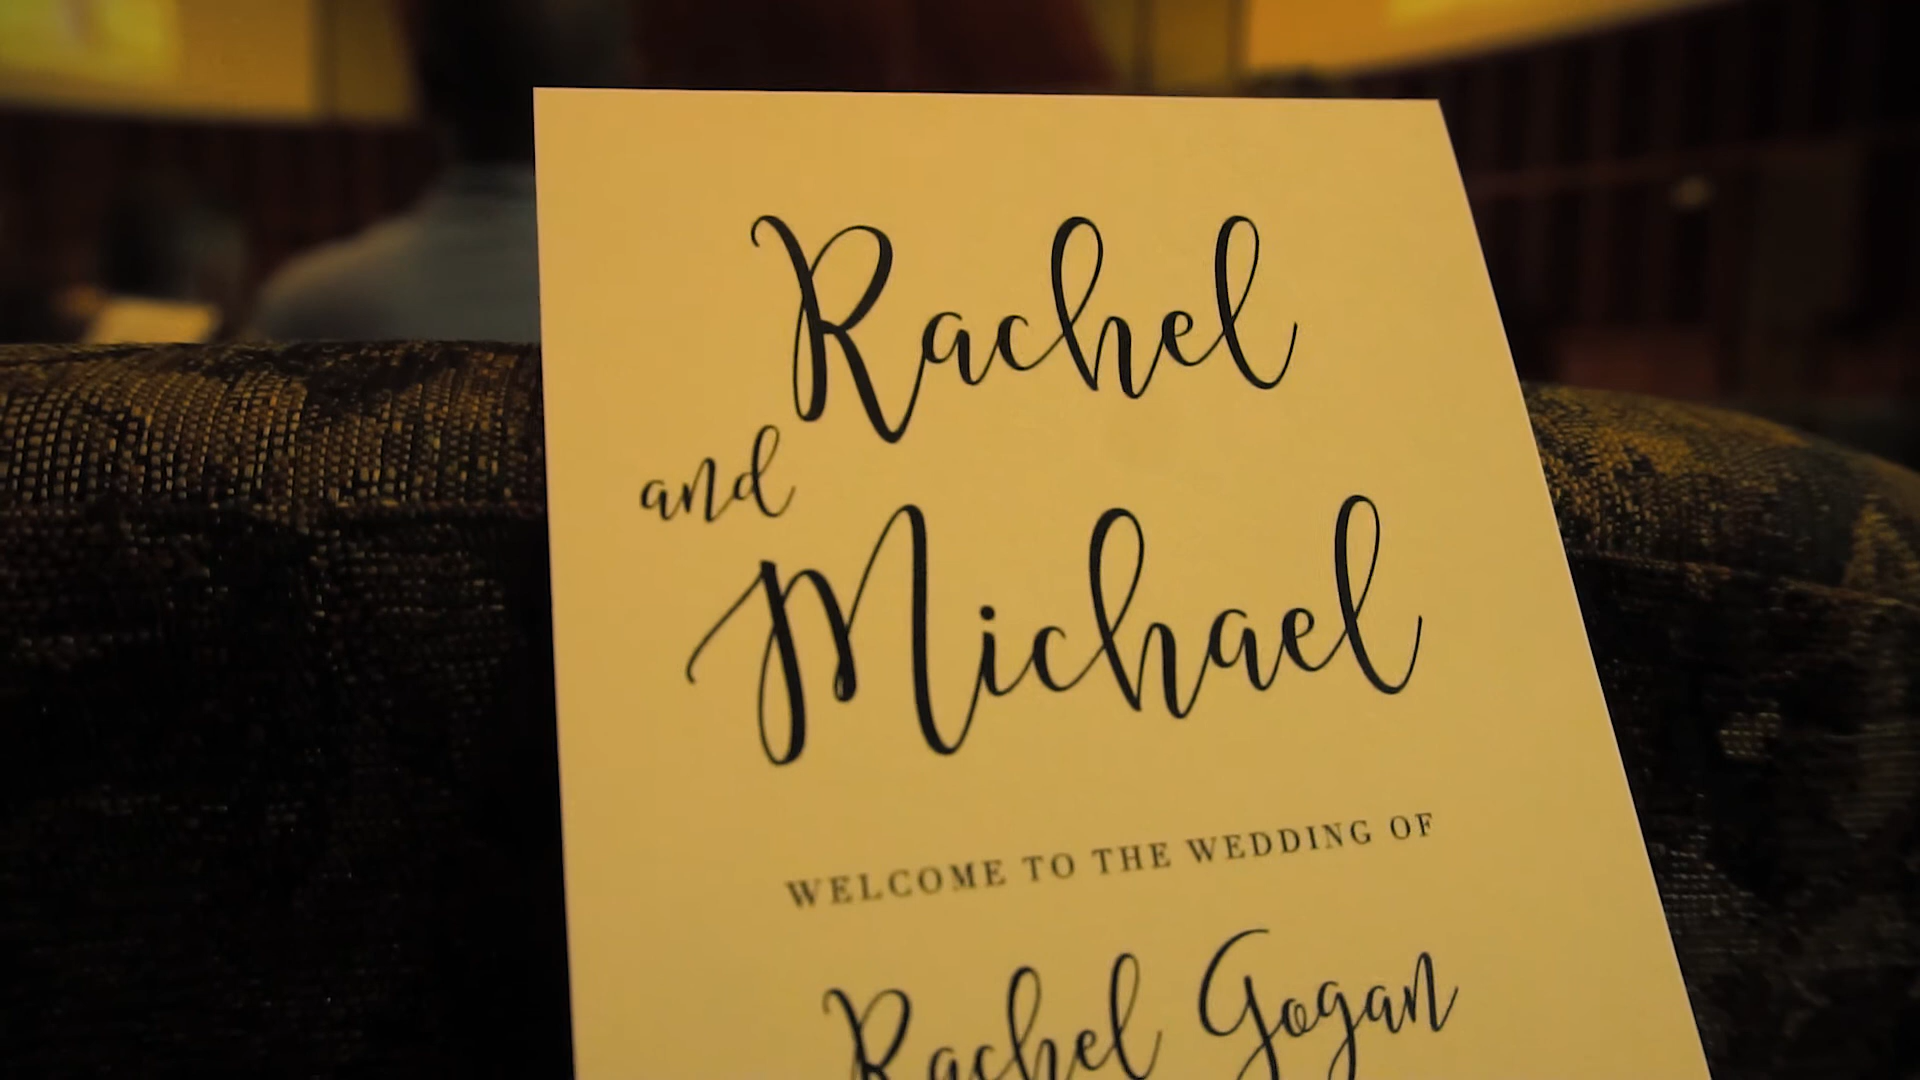 Rachel
and
Michael
WELCOME TO THE WEDDING OF
Rachel Gogan